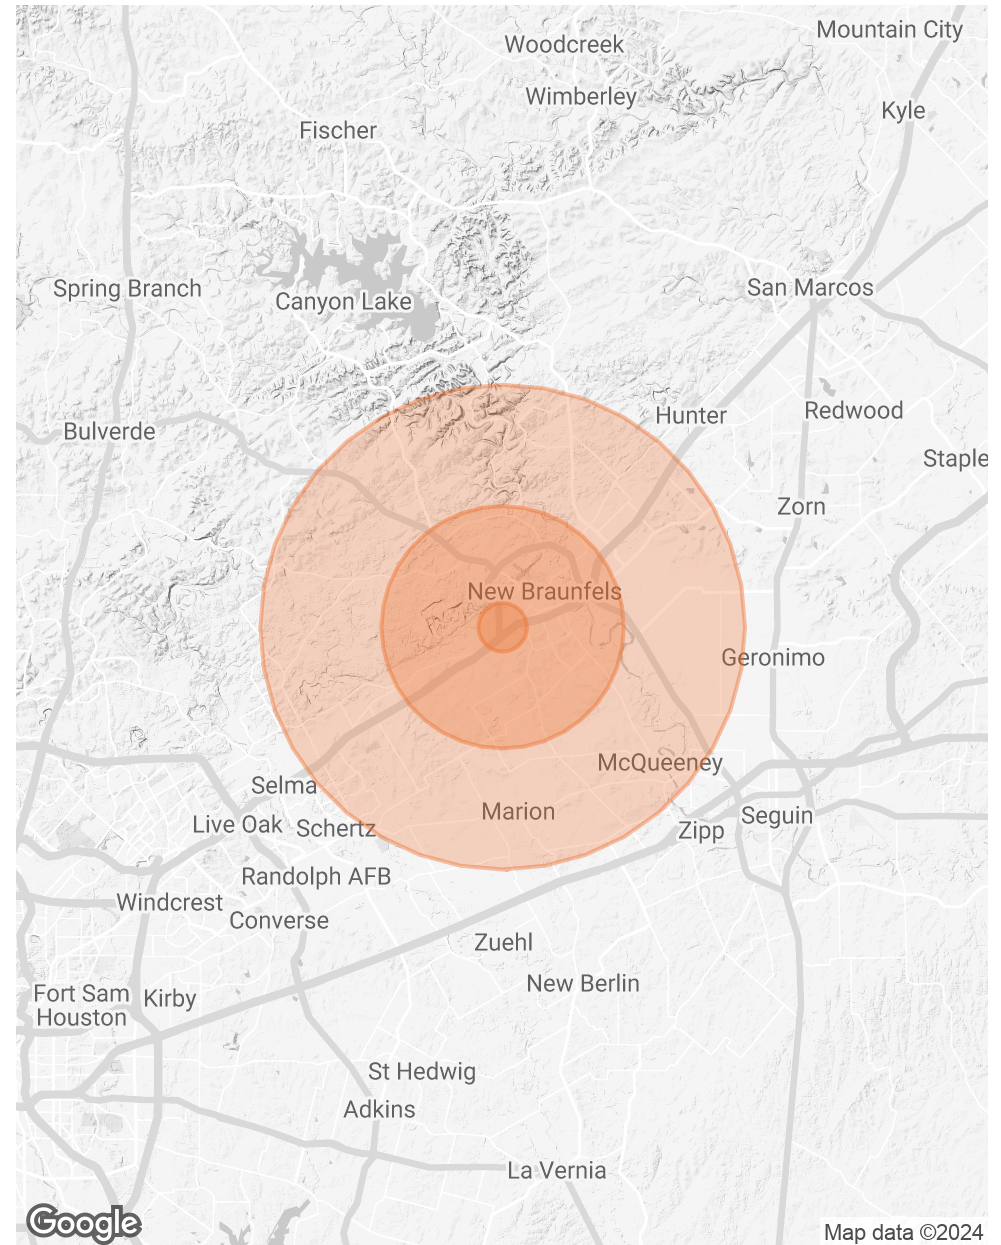 Mountain City
Woodcreek
Wimberley
Kyle
Fischer
Spring Branch
San Marcos
Canyon Lake
Hunter
Redwood
Bulverde
Staple
Zorn
New Braunfels
Geronimo
McQueeney
Selma
Marion
Seguin
Live Oak
Schertz
Zipp
Randolph AFB
Windcrest
Converse
Zuehl
New Berlin
Fort Sam
Houston
Kirby
St Hedwig
Adkins
La Vernia
Google
Map data ©2024